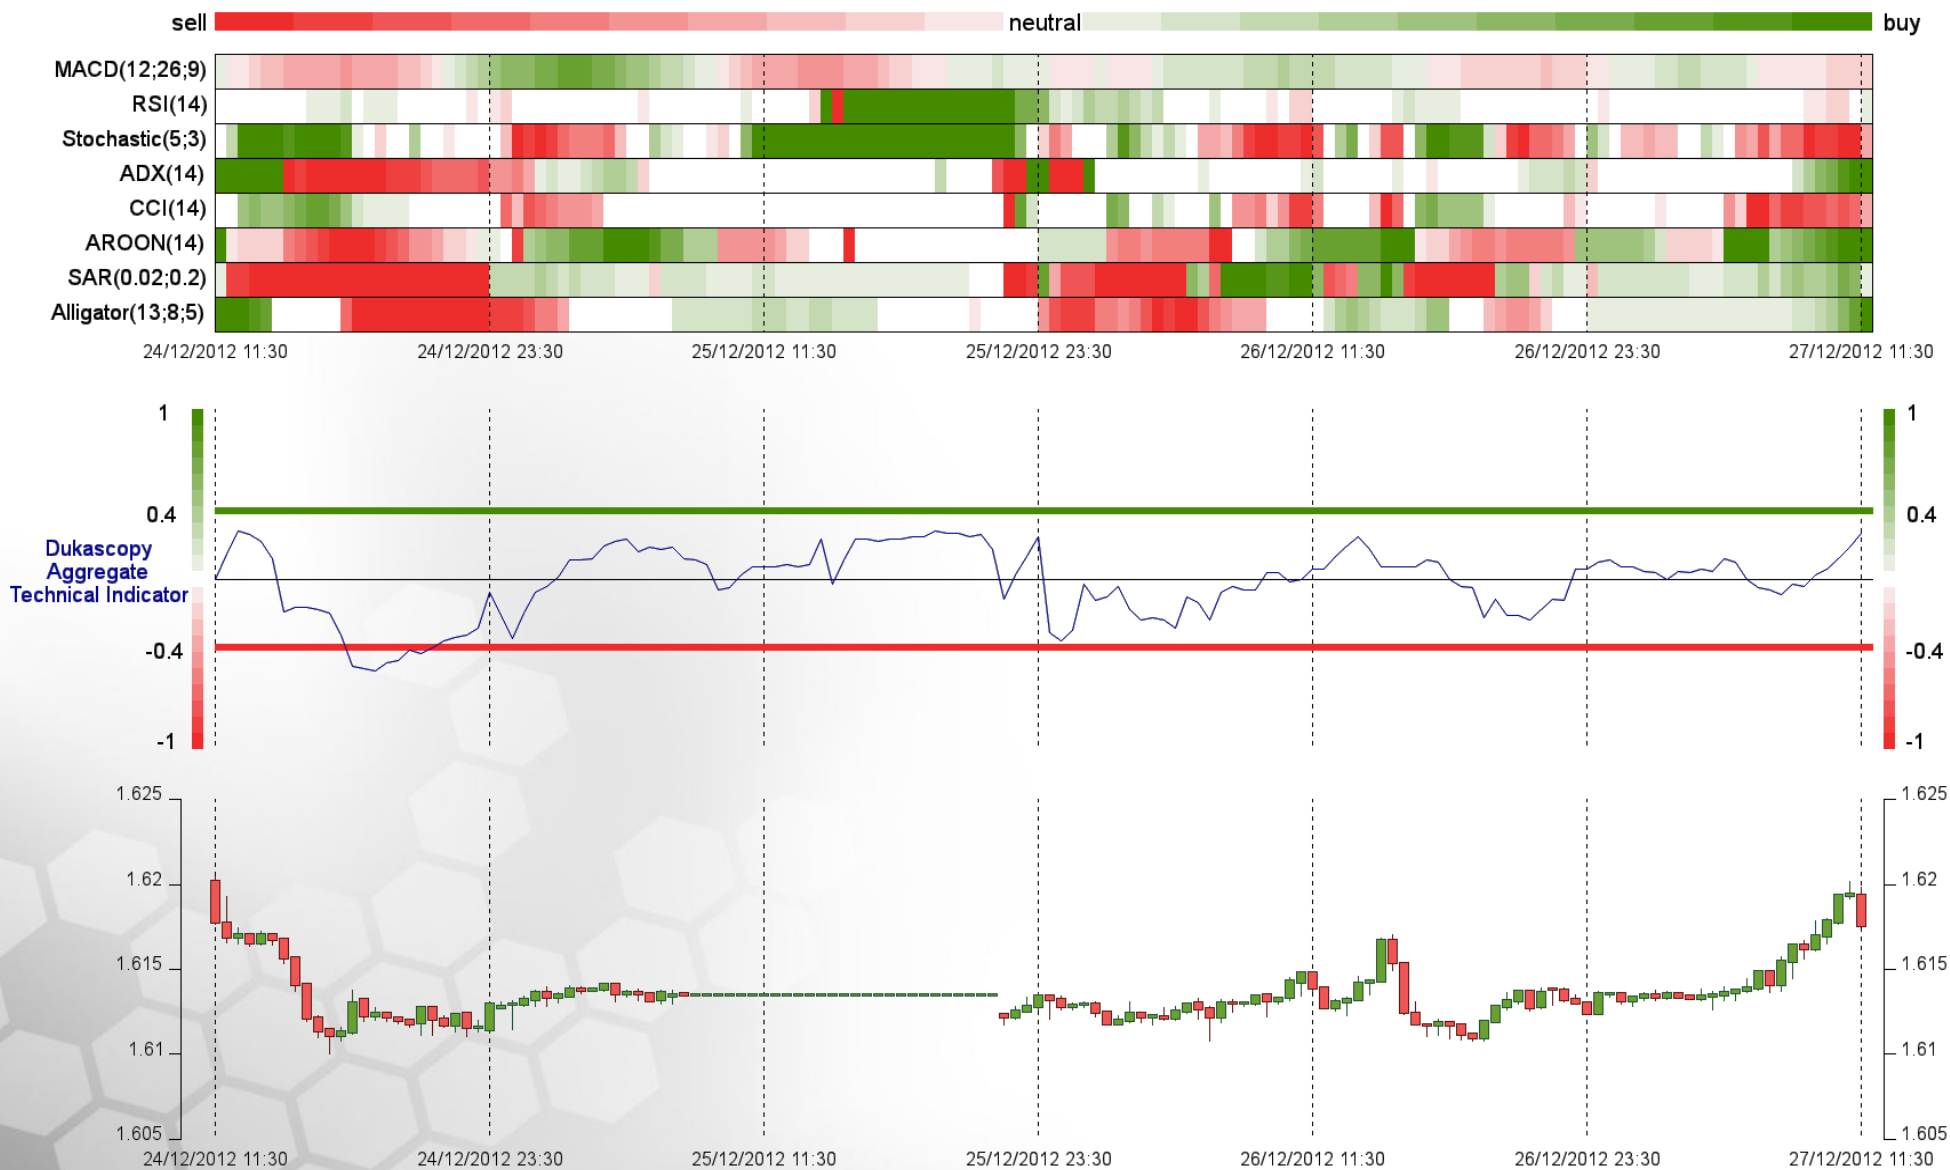 sell neutral buy
MACD(12;26;9)
RSI(14)
Stochastic(5;3)
ADX(14)
CCI(14)
AROON(14)
SAR(0.02;0.2)
Alligator(13;8;5)
24/12/2012 11:30 24/12/2012 23:30 25/12/2012 11:30 25/12/2012 23:30 26/12/2012 11:30 26/12/2012 23:30 27/12/2012 11:30
1 1
0.4 0.4
Dukascopy
Aggregate
Technical Indicator
-0.4 -0.4
-1 -1
1.625 1.625
1.62 1.62
1.615 1.615
1.61 1.61
1.605 1.605
24/12/2012 11:30 24/12/2012 23:30 25/12/2012 11:30 25/12/2012 23:30 26/12/2012 11:30 26/12/2012 23:30 27/12/2012 11:30